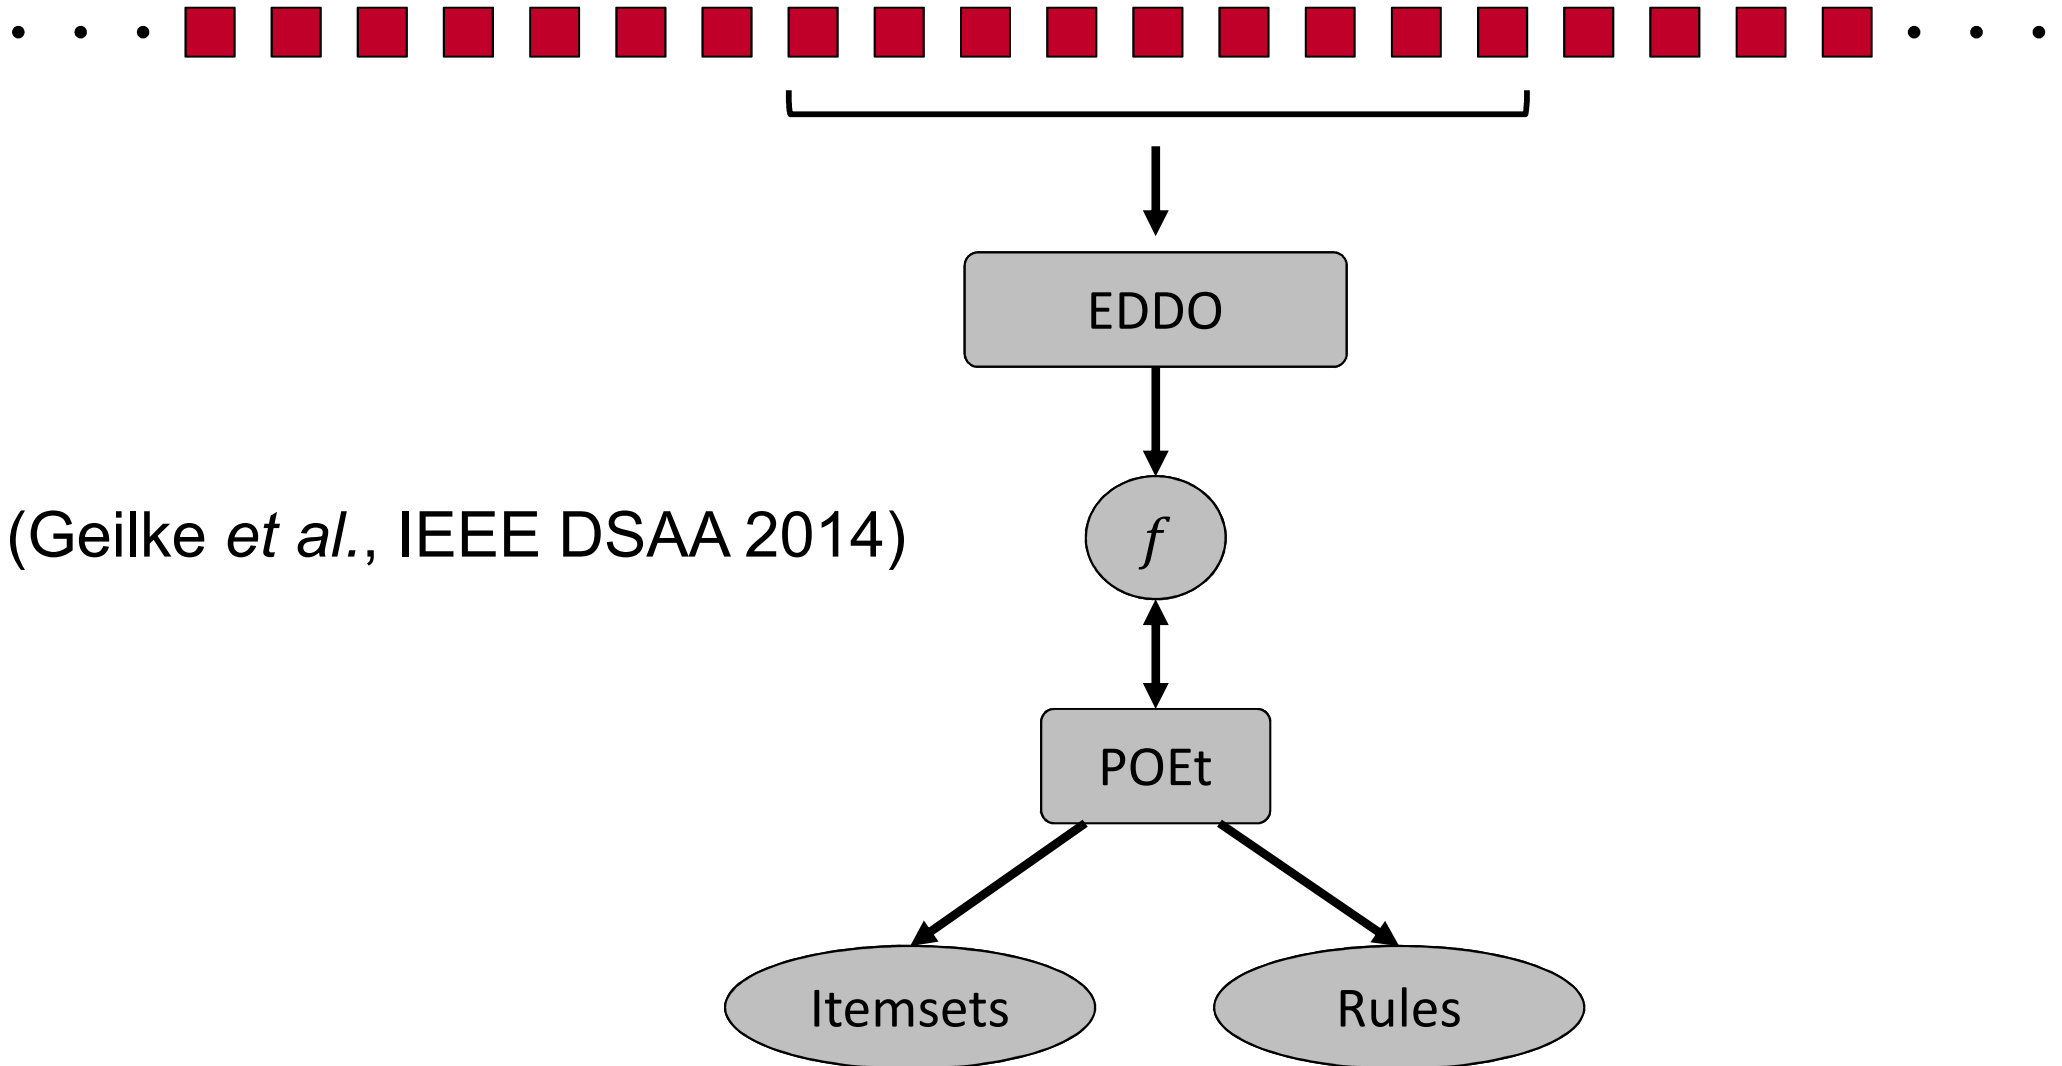 EDDO
(Geilke et al., IEEE DSAA 2014)
f
POEt
Itemsets
Rules